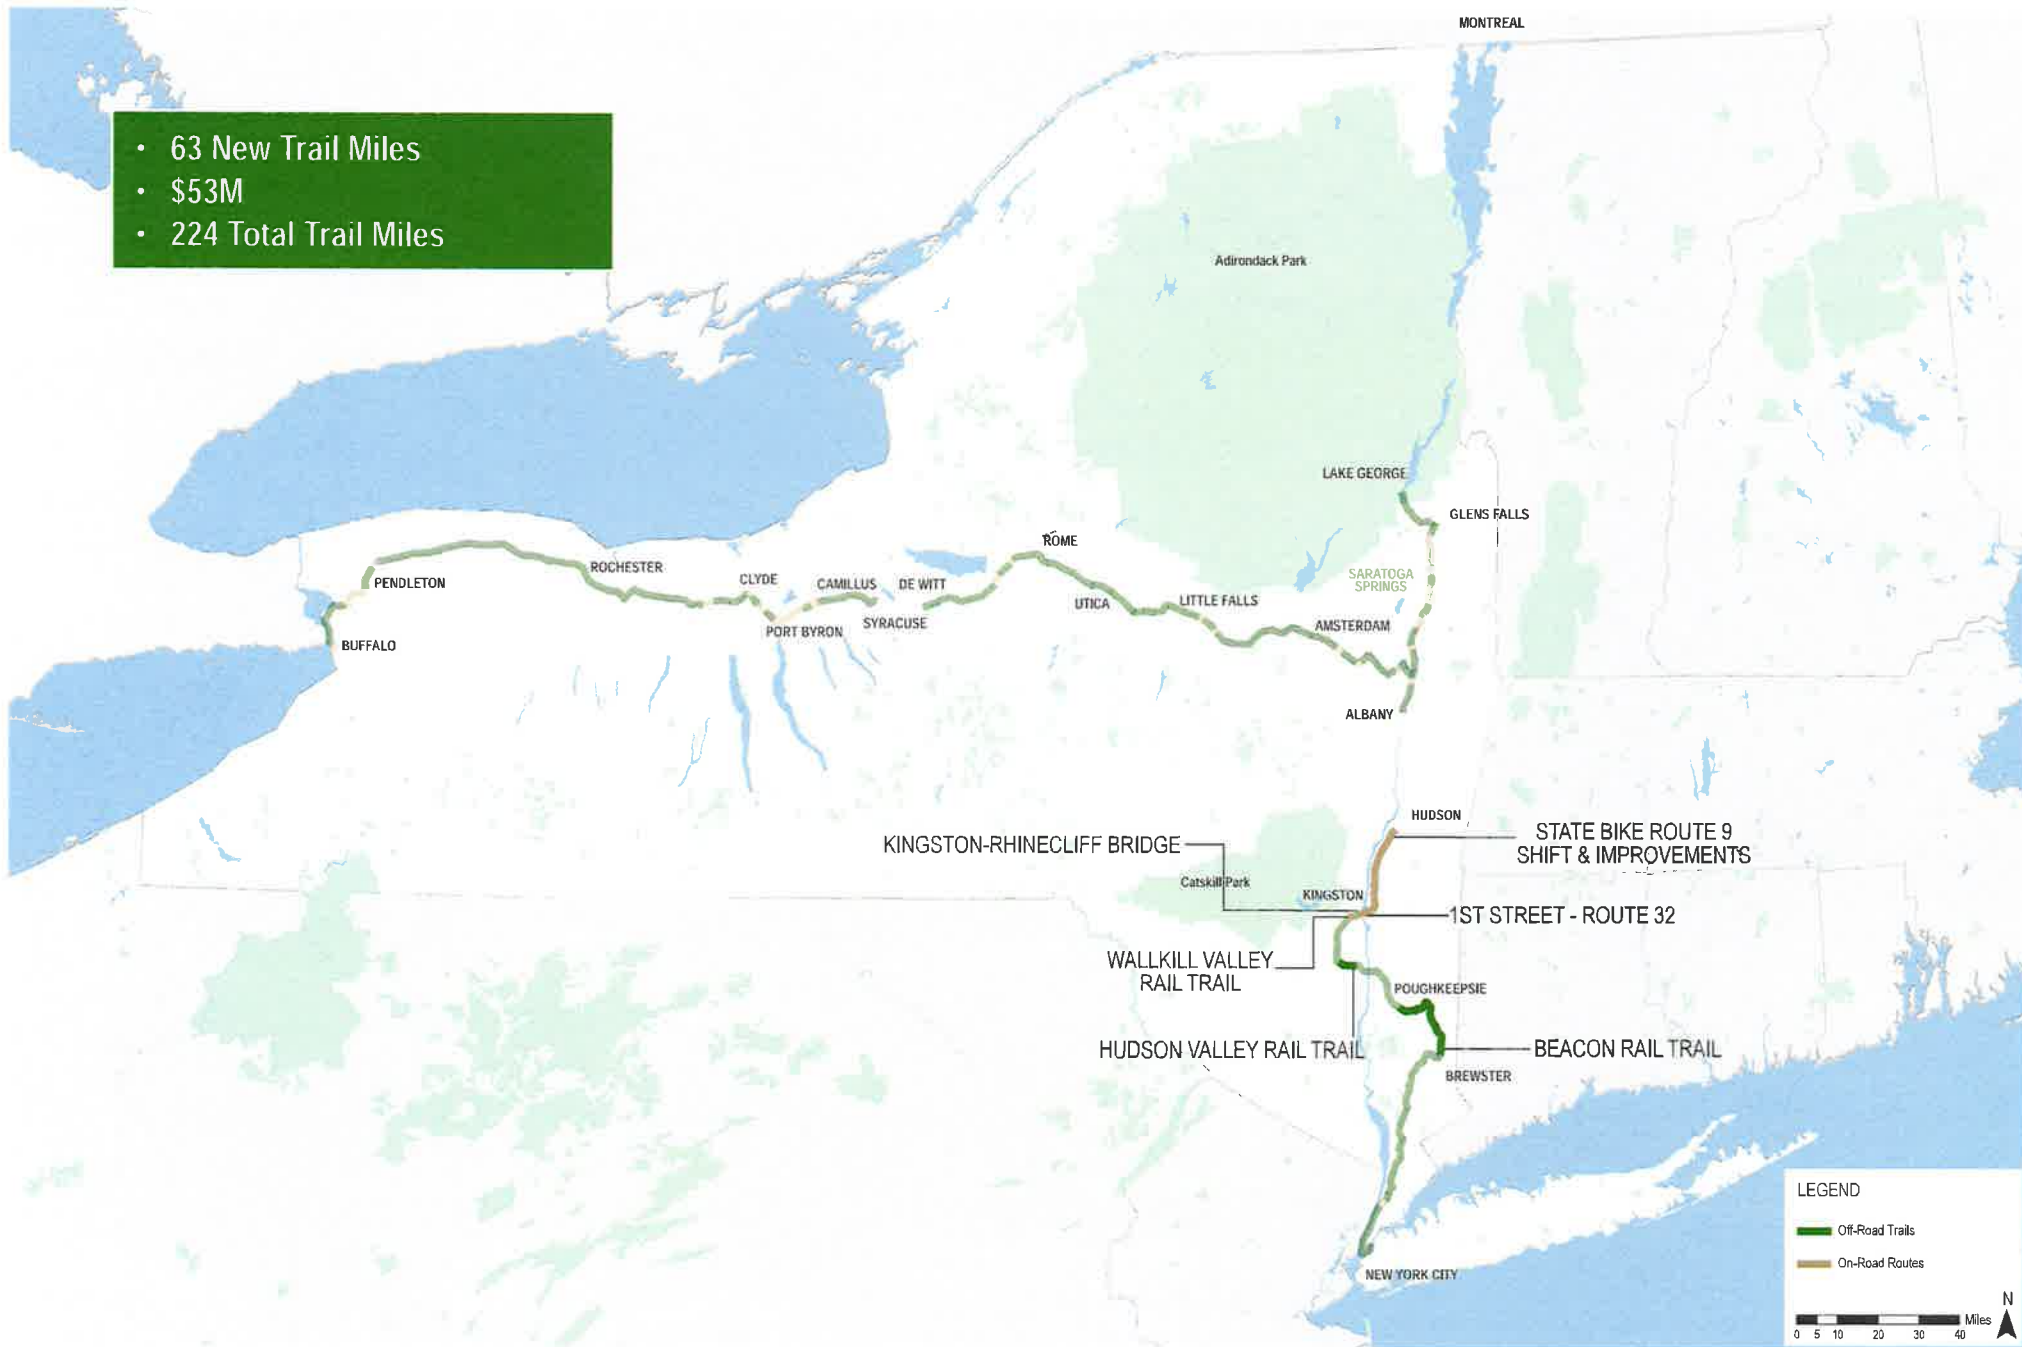 MONTREAL
• 63 New Trail Miles
• $53M
• 224 Total Trail Miles
Adirondack Park
LAKE GEORGE
GLENS FALLS
ROME
SARATOGA
SPRINGS
ROCHESTER
PENDLETON
CLYDE
CAMILLUS
DE WITT
UTICA
LITTLE FALLS
AMSTERDAM
PORT BYRON
SYRACUSE
BUFFALO
ALBANY
HUDSON
KINGSTON-RHINECLIFF BRIDGE
STATE BIKE ROUTE 9
SHIFT & IMPROVEMENTS
Catskill Park
KINGSTON
1ST STREET - ROUTE 32
WALLKILL VALLEY
RAIL TRAIL
POUGHKEEPSIE
HUDSON VALLEY RAIL TRAIL
BEACON RAIL TRAIL
BREWSTER
NEW YORK CITY
LEGEND
Off-Road Trails
On-Road Routes
N
Miles
0 5 10 20 30 40